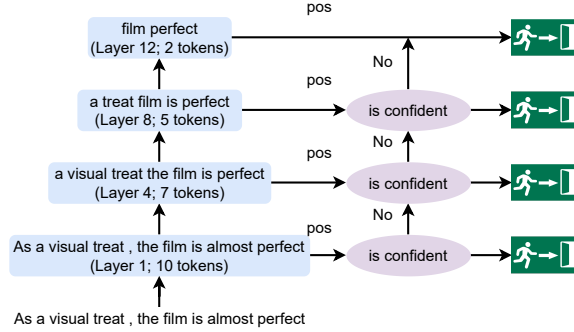 pos
film perfect
(Layer 12; 2 tokens)
No
a treat film is perfect
(Layer 8; 5 tokens)
pos
is confident
No
a visual treat the film is perfect
(Layer 4; 7 tokens)
pos
is confident
No
As a visual treat , the film is almost perfect
(Layer 1; 10 tokens)
pos
is confident
As a visual treat , the film is almost perfect